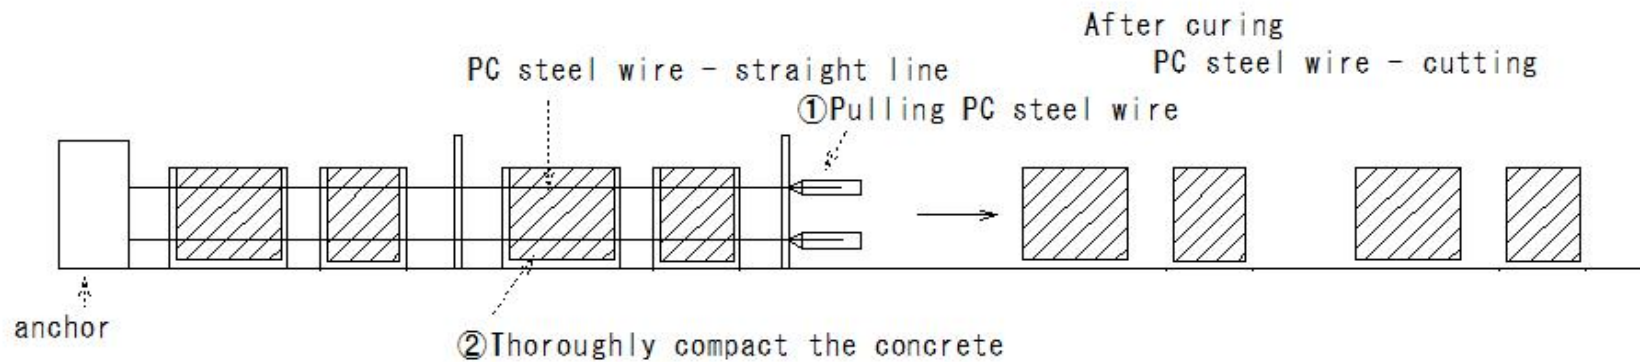 After curing
PC steel wire - cutting
PC steel wire - straight line
①Pulling PC steel wire
anchor
②Thoroughly compact the concrete